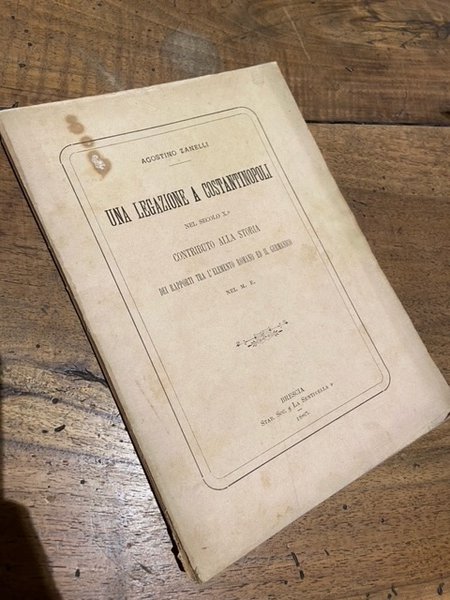 AGOSTINO ZANELLI
UNA LEGAZIONE A COSTANTINOPOLI
NEL SECOLO X.º
CONTRIBUTO ALLA STORIA
DEI RAPPORTI TRA L'ELEMENTO ROMANO ED IL GERMANICO
NEL M. E.
BRESCIA
STAB. SOC. « LA SENTINELLA »